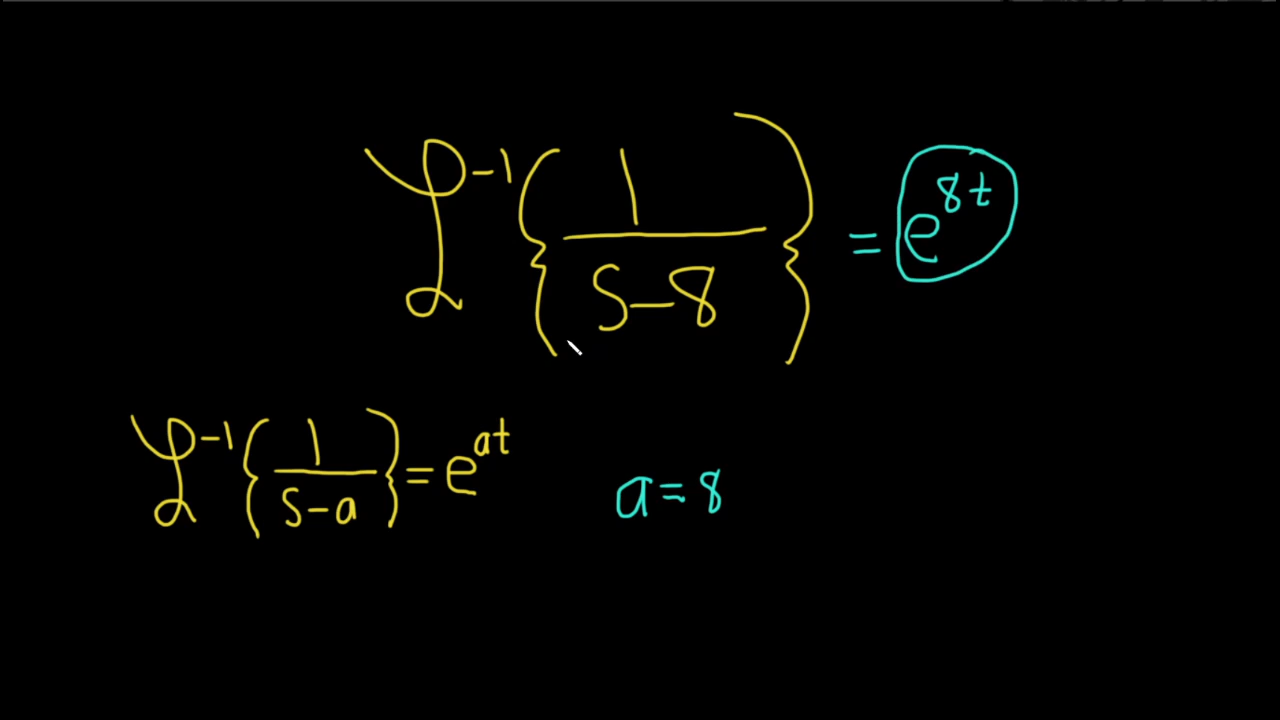 ℒ⁻¹{1/(s-8)} = e^{8t}
ℒ⁻¹{1/(s-a)} = e^{at} a = 8